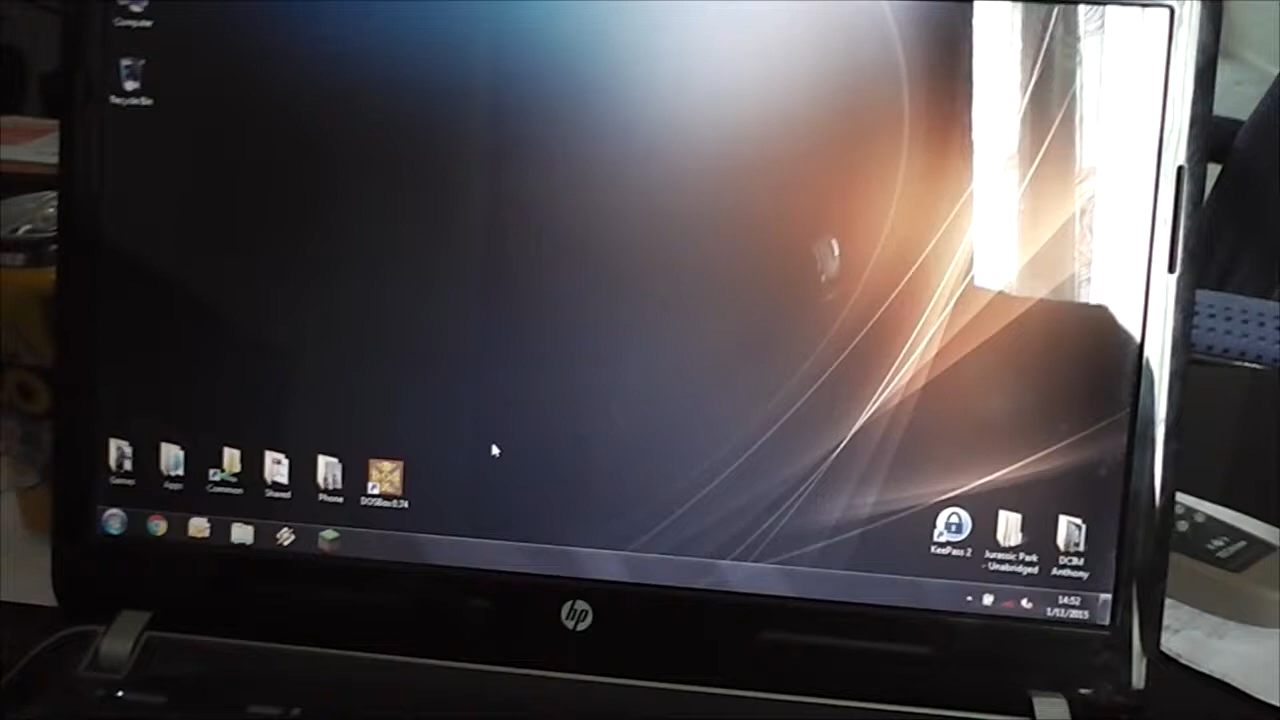 Computer
Recycle Bin
Games
Apps
Common
Shared
Phone
DOSBox 0.74
KeePass 2
Jurassic Park
- Unabridged
DCIM
Anthony
14:52
1/12/2015
hp